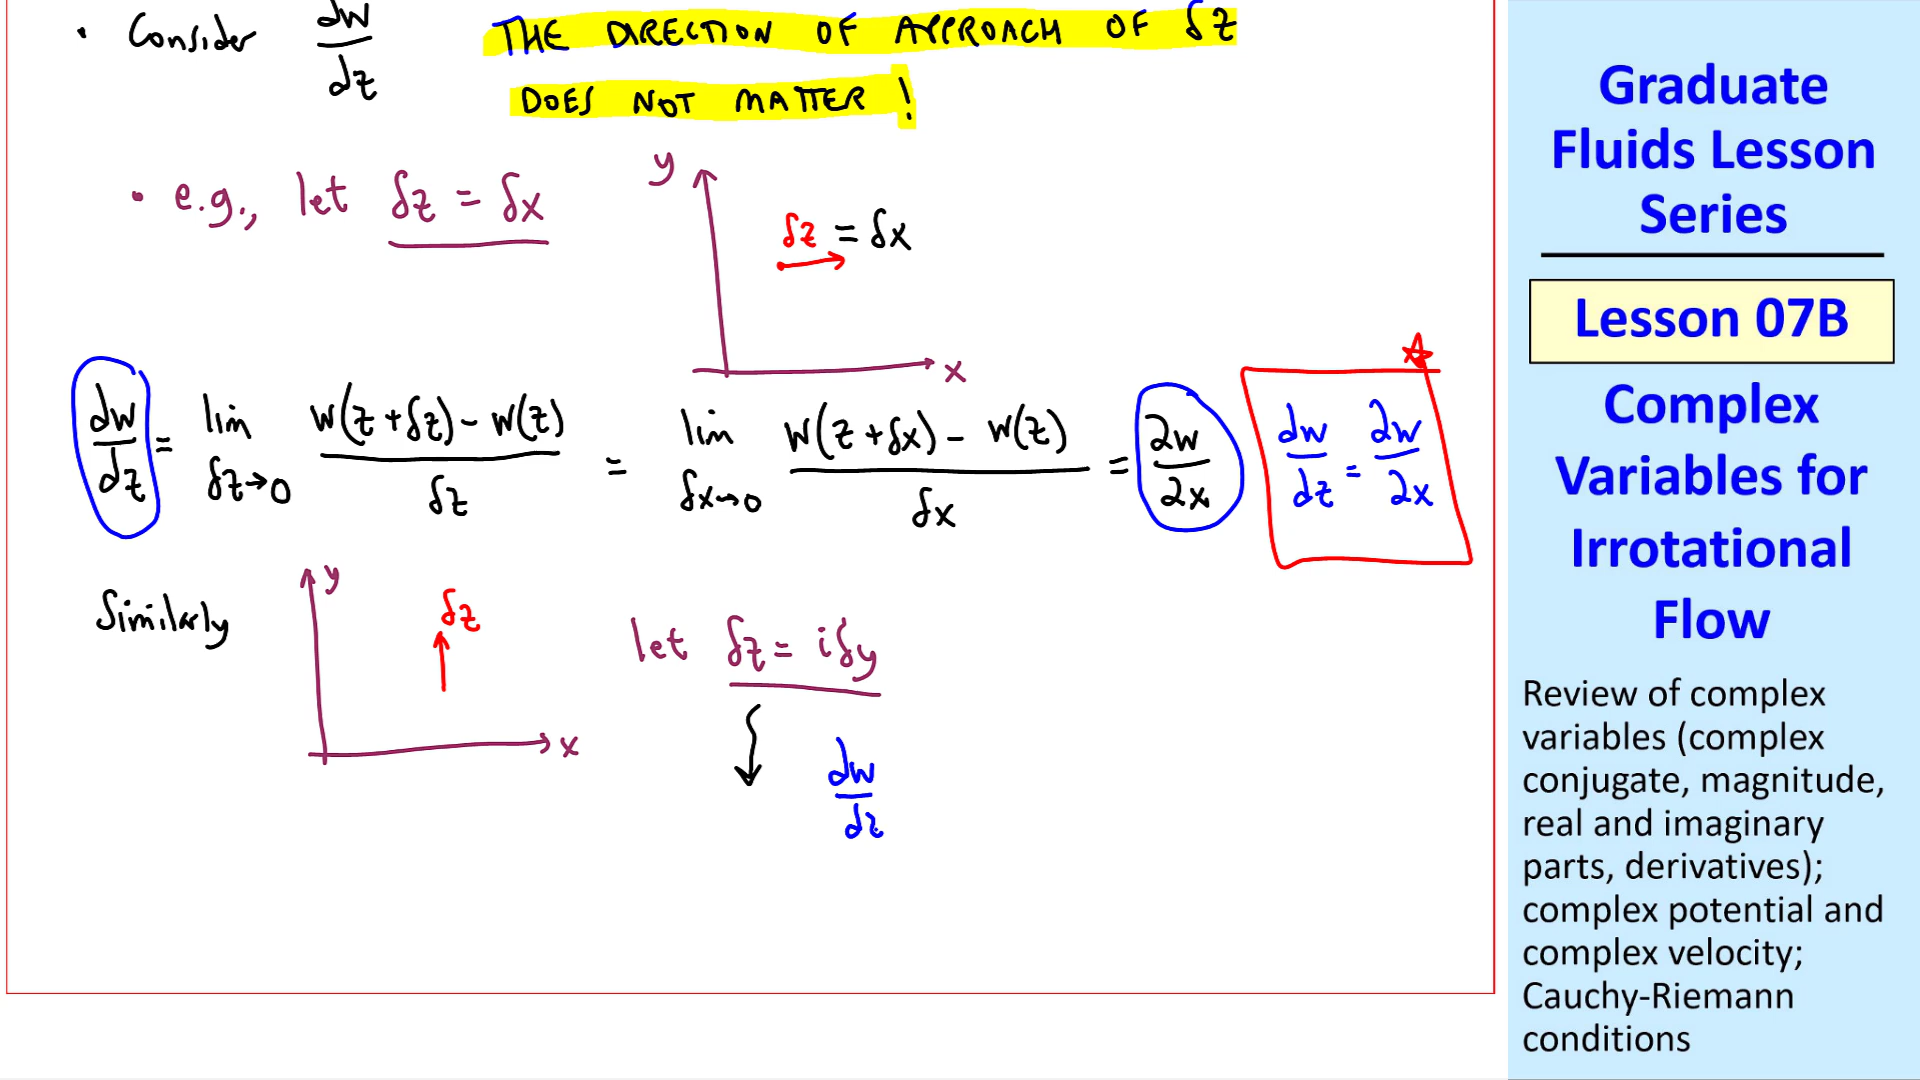 • Consider dw/dz THE DIRECTION OF APPROACH OF δz
DOES NOT MATTER!
• e.g., let δz = δx
y
δz = δx
x
dw/dz = lim δz→0 (w(z+δz) - w(z))/δz = lim δx→0 (w(z+δx) - w(z))/δx = ∂w/∂x
dw/dz = ∂w/∂x
Similarly
y
δz
x
let δz = iδy
dw/dz
Graduate
Fluids Lesson
Series
Lesson 07B
Complex
Variables for
Irrotational
Flow
Review of complex
variables (complex
conjugate, magnitude,
real and imaginary
parts, derivatives);
complex potential and
complex velocity;
Cauchy-Riemann
conditions